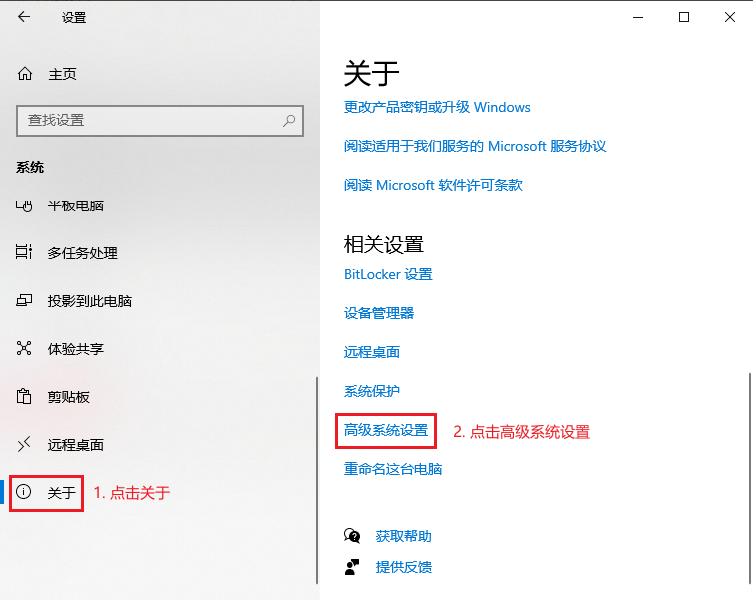 设置
主页
查找设置
系统
平板电脑
多任务处理
投影到此电脑
体验共享
剪贴板
远程桌面
关于
1. 点击关于
关于
更改产品密钥或升级 Windows
阅读适用于我们服务的 Microsoft 服务协议
阅读 Microsoft 软件许可条款
相关设置
BitLocker 设置
设备管理器
远程桌面
系统保护
高级系统设置
2. 点击高级系统设置
重命名这台电脑
获取帮助
提供反馈